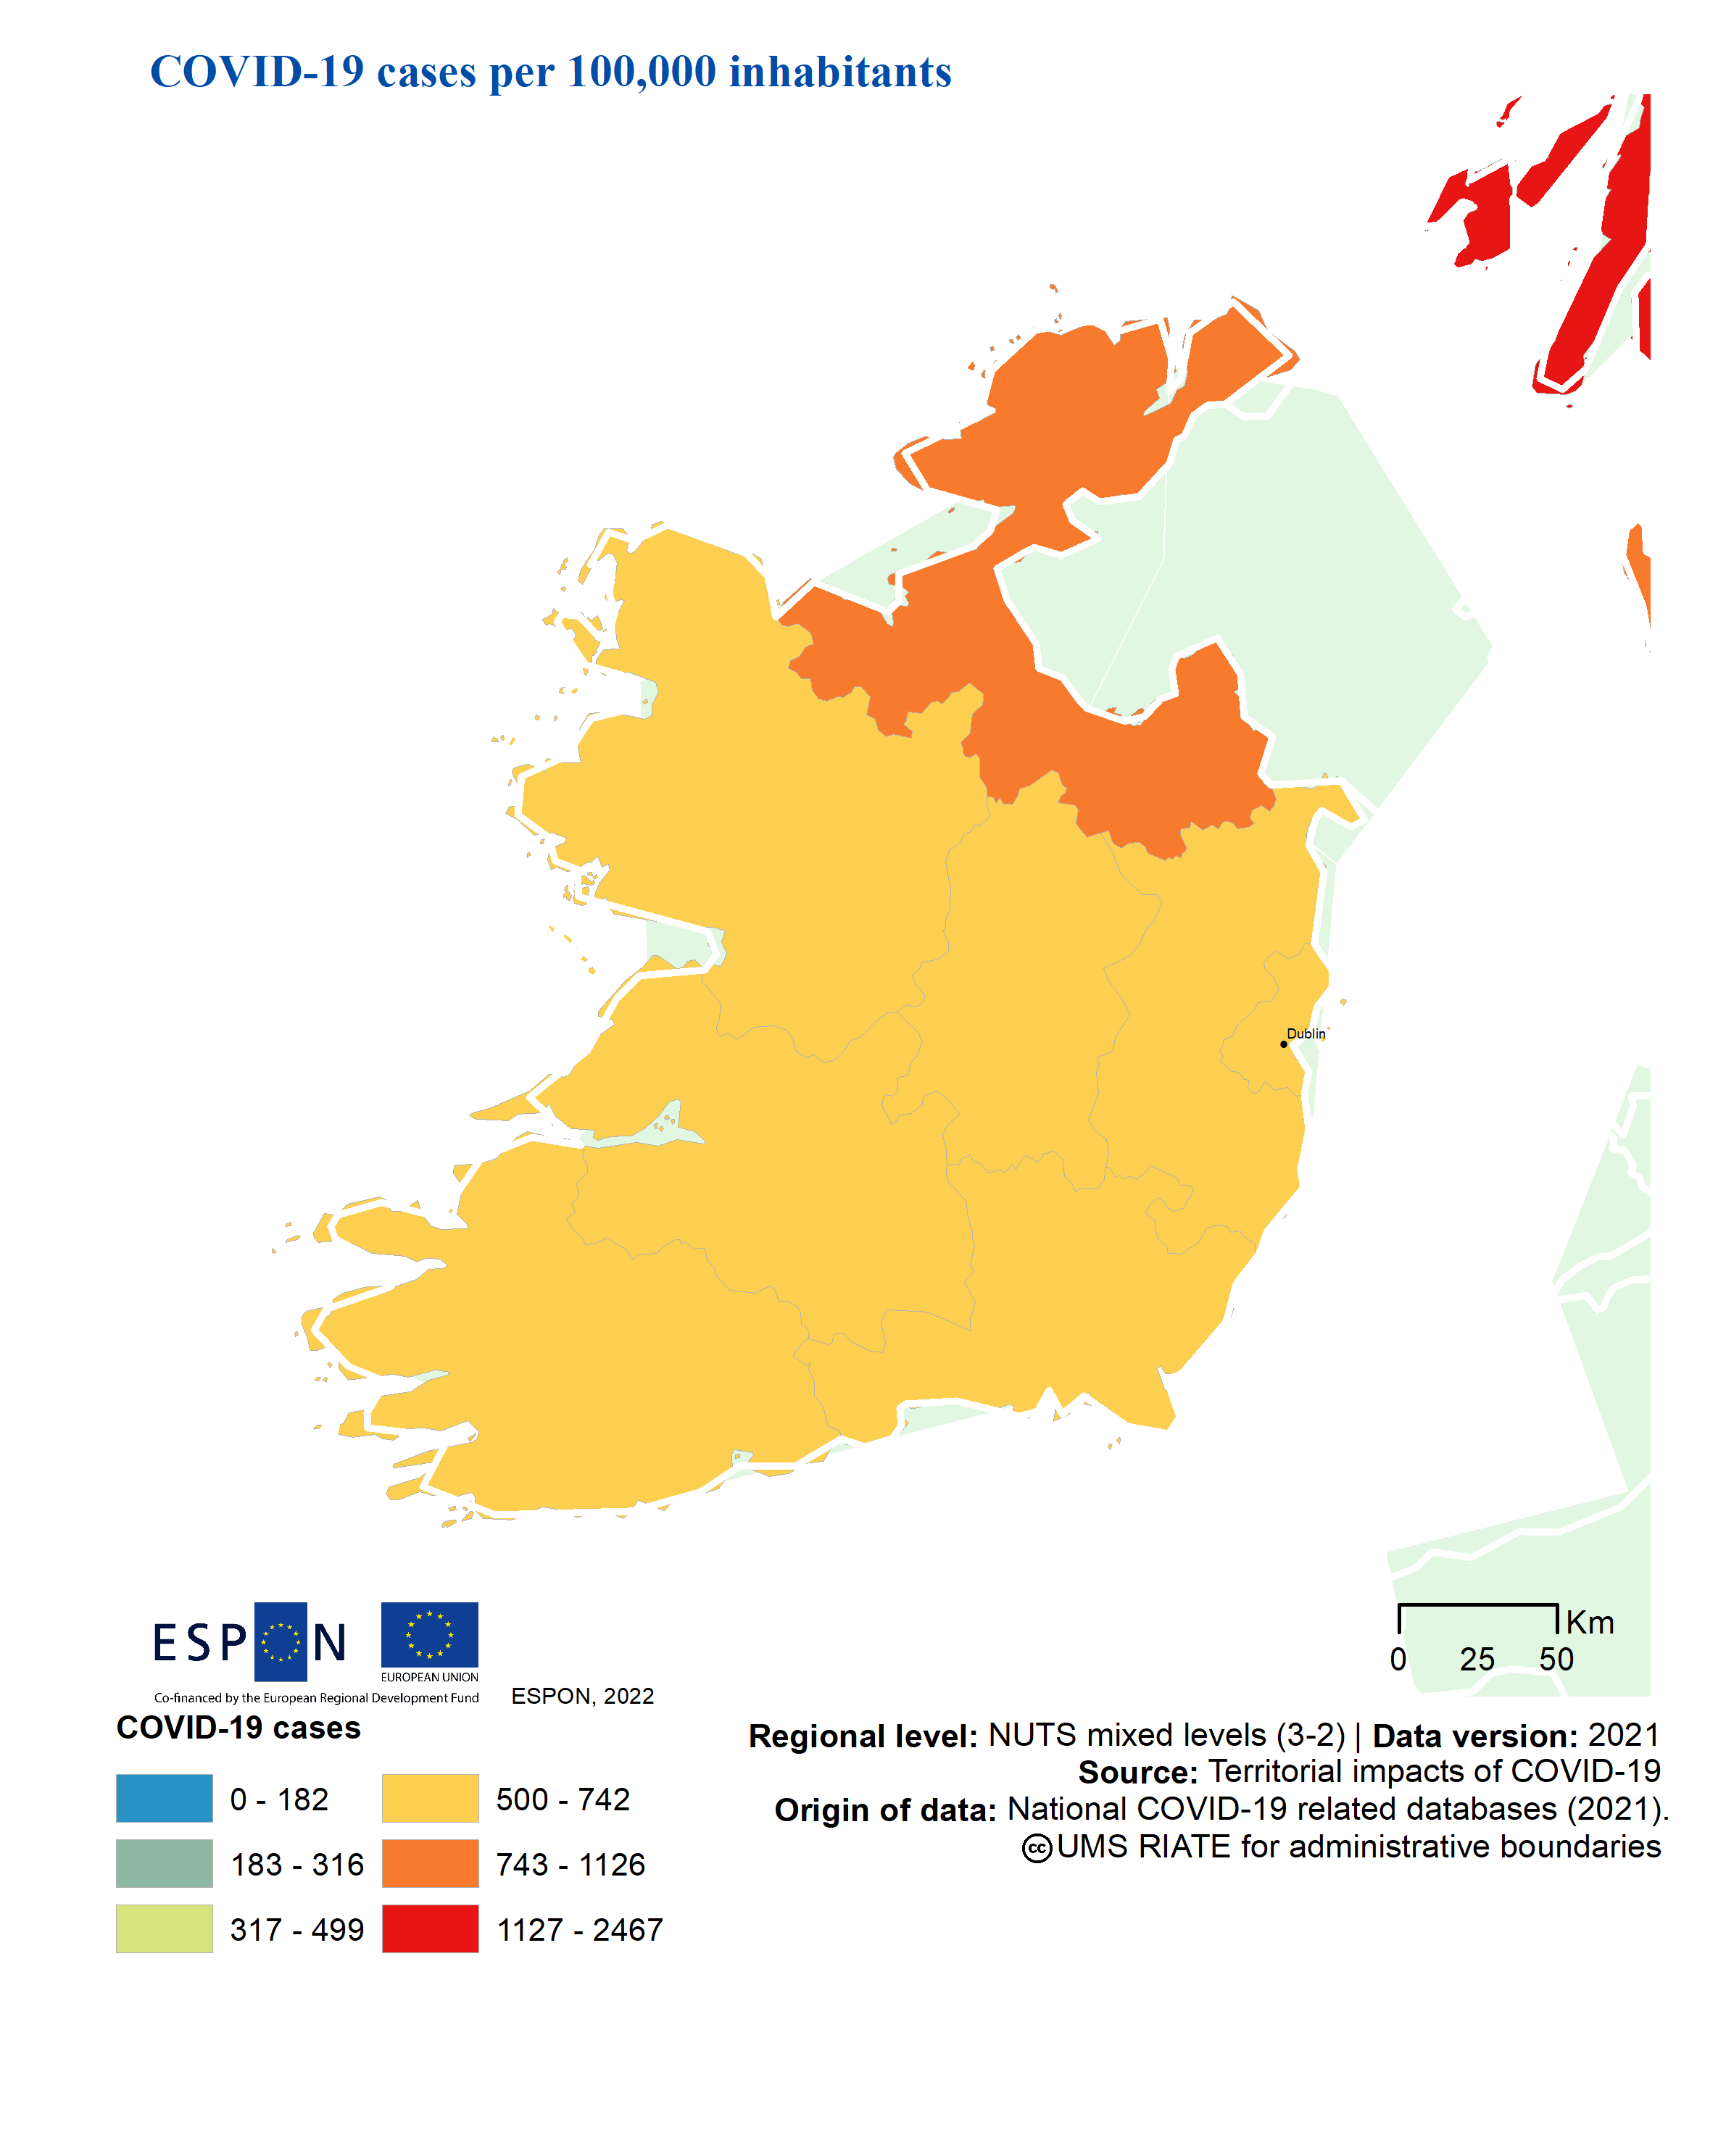 COVID-19 cases per 100,000 inhabitants
Dublin
Km
0 25 50
ESPON
EUROPEAN UNION
Co-financed by the European Regional Development Fund
ESPON, 2022
COVID-19 cases
0 - 182
183 - 316
317 - 499
500 - 742
743 - 1126
1127 - 2467
Regional level: NUTS mixed levels (3-2) | Data version: 2021
Source: Territorial impacts of COVID-19
Origin of data: National COVID-19 related databases (2021).
cc UMS RIATE for administrative boundaries